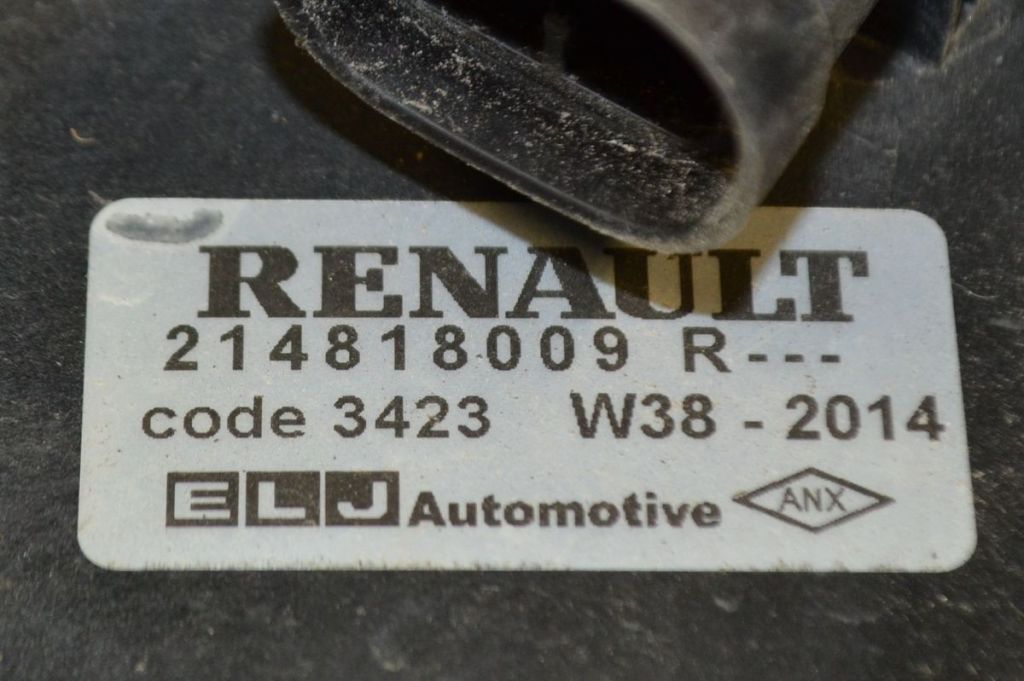 RENAULT
214818009 R---
code 3423 W38 - 2014
ELJ Automotive ANX